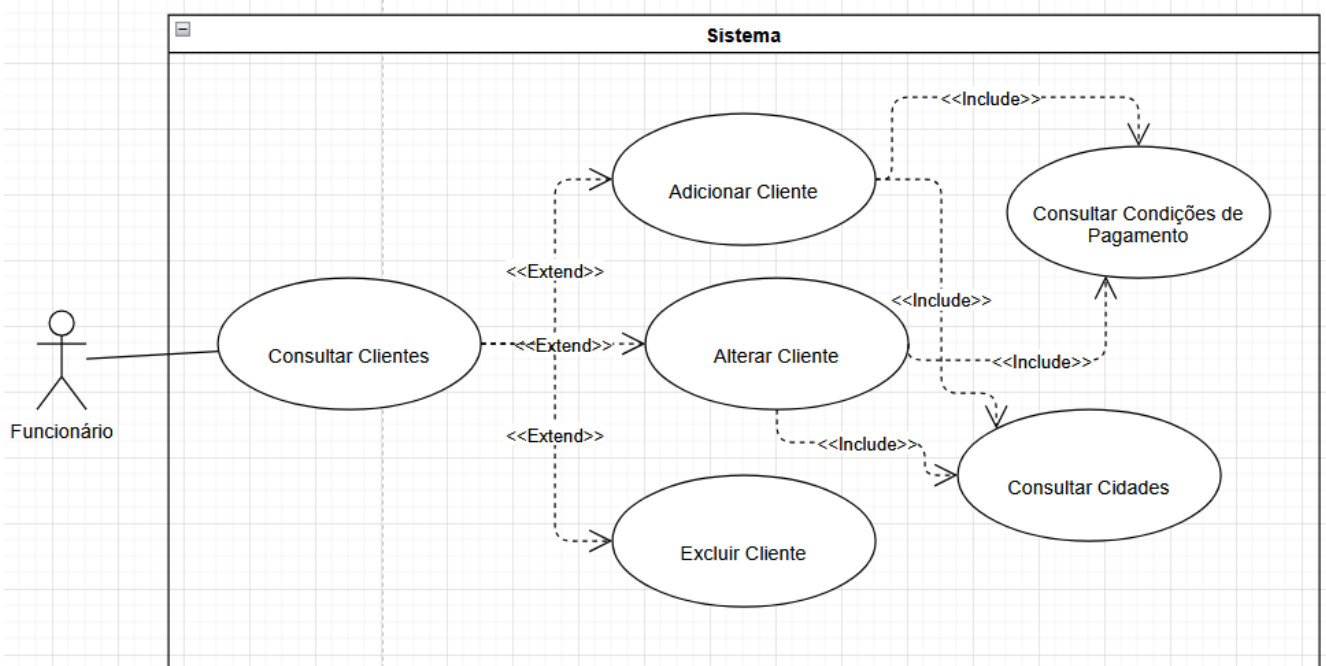 Sistema
<<Include>>
Adicionar Cliente
Consultar Condições de
Pagamento
<<Extend>>
<<Include>>
Consultar Clientes
<<Extend>>
Alterar Cliente
<<Include>>
Funcionário
<<Extend>>
<<Include>>
Consultar Cidades
Excluir Cliente